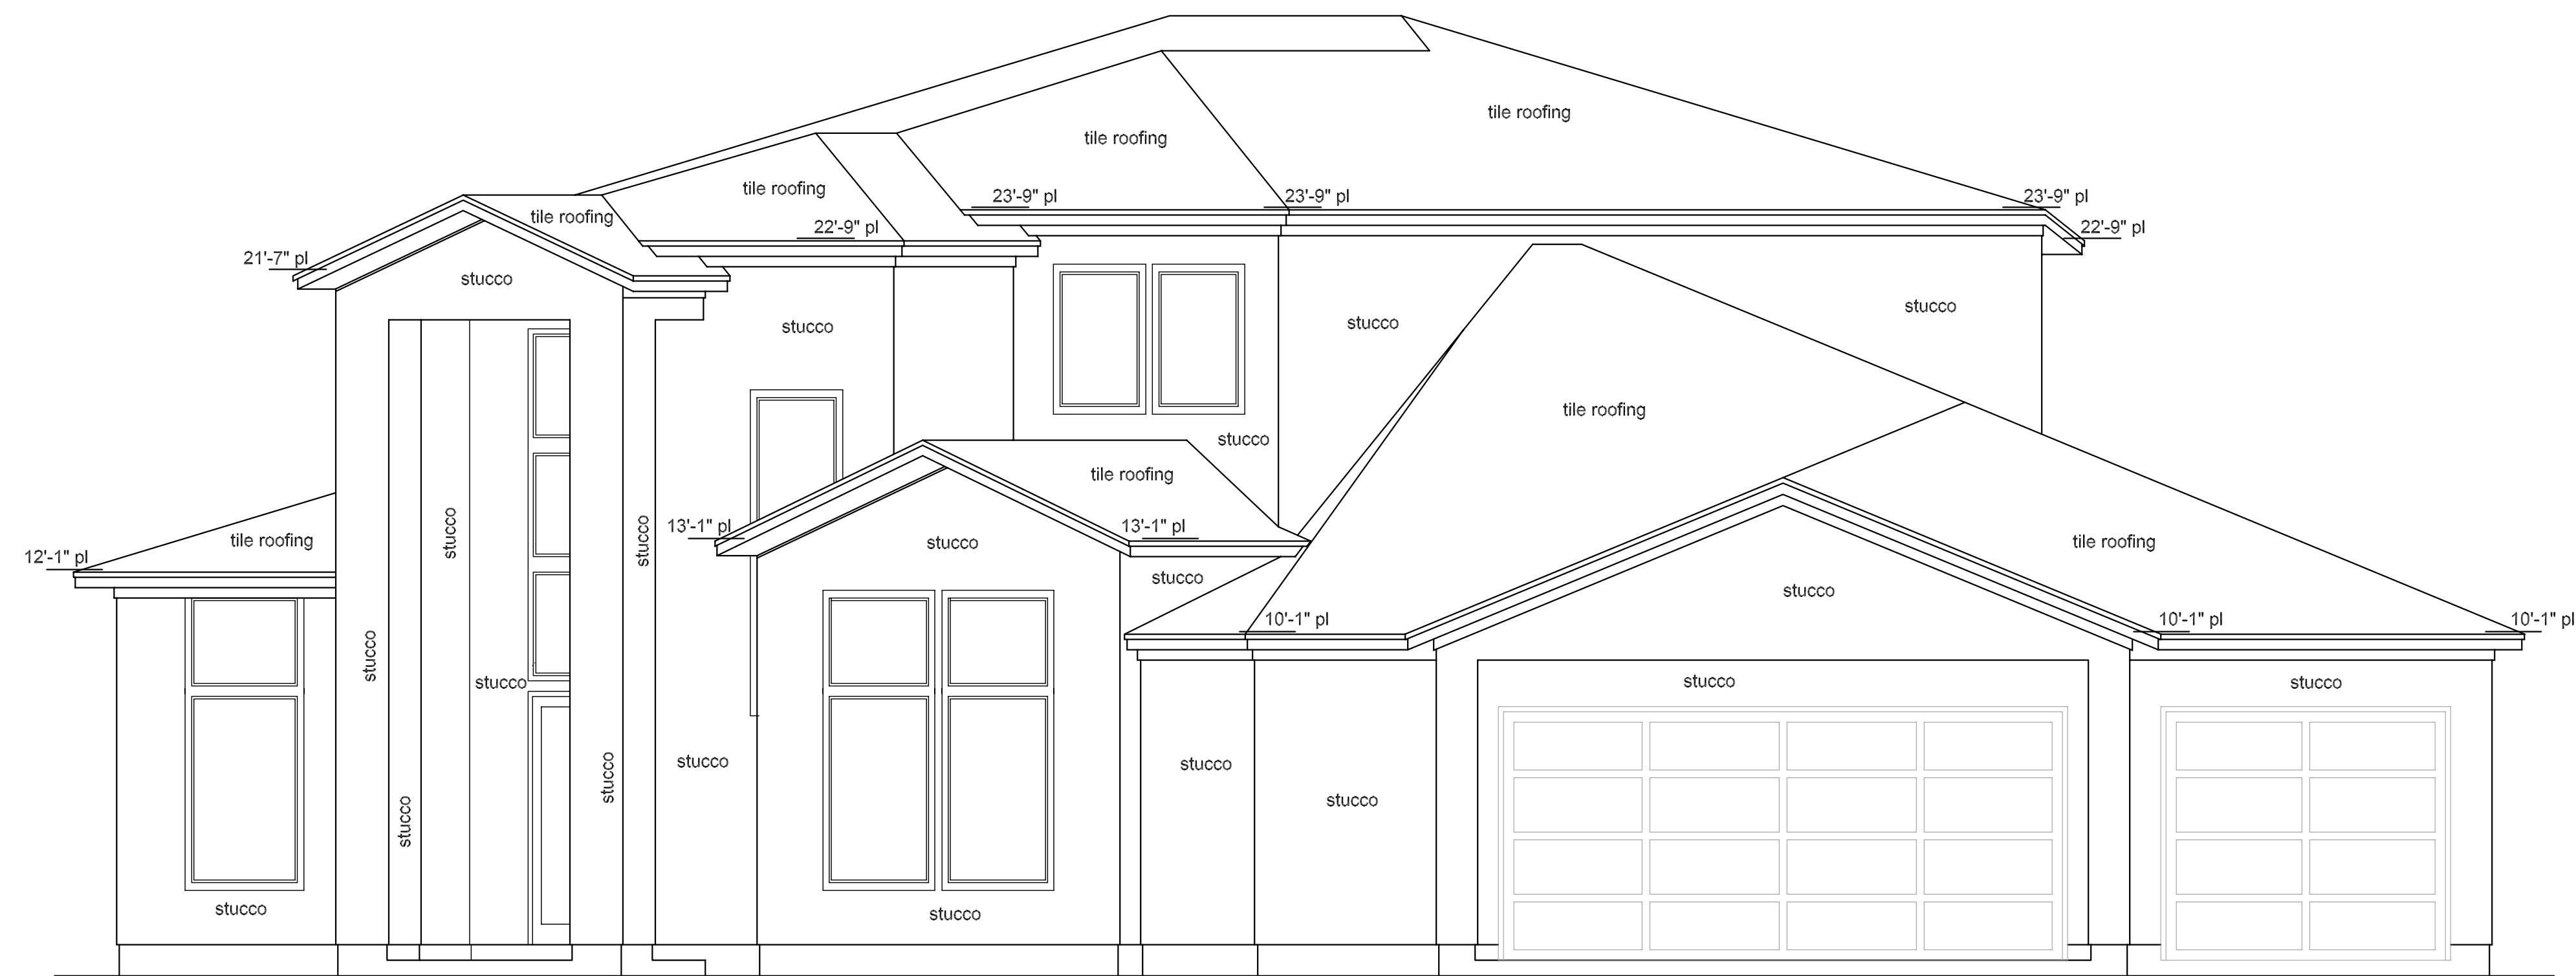 tile roofing
tile roofing
tile roofing
23'-9" pl
23'-9" pl
23'-9" pl
tile roofing
22'-9" pl
22'-9" pl
21'-7" pl
stucco
stucco
stucco
stucco
tile roofing
stucco
tile roofing
13'-1" pl
13'-1" pl
stucco
stucco
tile roofing
stucco
tile roofing
12'-1" pl
stucco
stucco
10'-1" pl
10'-1" pl
10'-1" pl
stucco
stucco
stucco
stucco
stucco
stucco
stucco
stucco
stucco
stucco
stucco